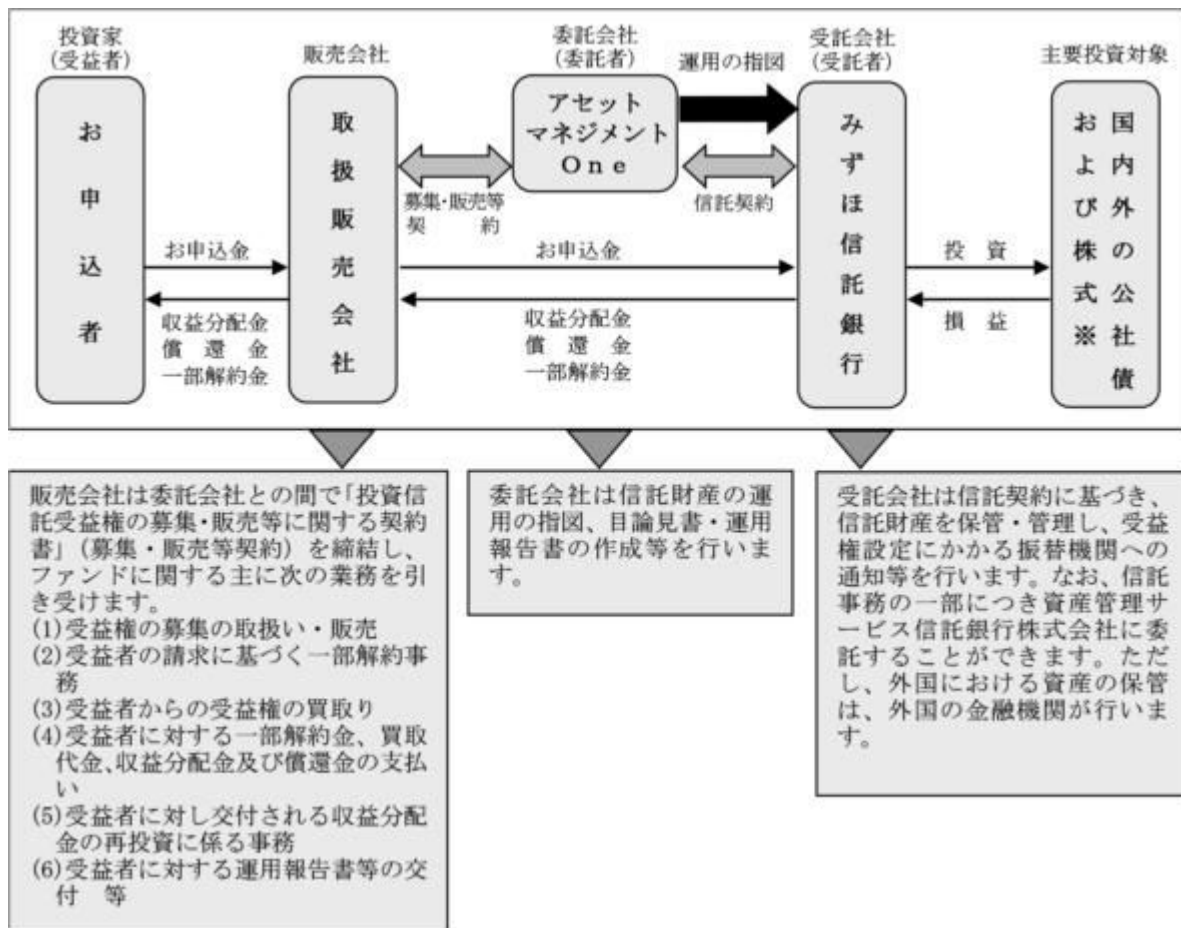 投資家
(受益者)
販売会社
委託会社
(委託者)
運用の指図
受託会社
(受託者)
主要投資対象
お申込者
取扱販売会社
アセット
マネジメント
One
みずほ信託銀行
国内外の公社債
および株式※
募集・販売等
契約
信託契約
お申込金
お申込金
投資
収益分配金
償還金
一部解約金
収益分配金
償還金
一部解約金
損益
販売会社は委託会社との間で「投資信
託受益権の募集・販売等に関する契約
書」(募集・販売等契約)を締結し、
ファンドに関する主に次の業務を引
き受けます。
(1)受益権の募集の取扱い・販売
(2)受益者の請求に基づく一部解約事
務
(3)受益者からの受益権の買取り
(4)受益者に対する一部解約金、買取
代金、収益分配金及び償還金の支払
い
(5)受益者に対し交付される収益分配
金の再投資に係る事務
(6)受益者に対する運用報告書等の交
付 等
委託会社は信託財産の運
用の指図、目論見書・運用
報告書の作成等を行いま
す。
受託会社は信託契約に基づき、
信託財産を保管・管理し、受益
権設定にかかる振替機関への
通知等を行います。なお、信託
事務の一部につき資産管理サ
ービス信託銀行株式会社に委
託することができます。ただ
し、外国における資産の保管
は、外国の金融機関が行いま
す。